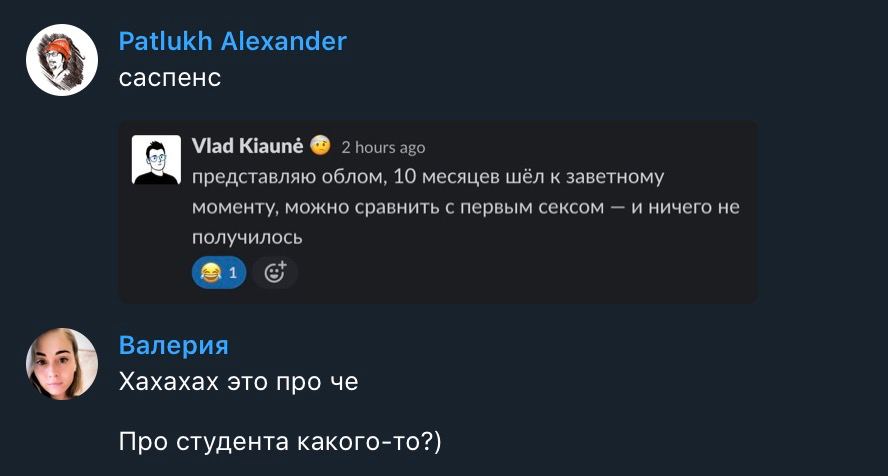 Patlukh Alexander
саспенс
Vlad Kiaunė 🤕 2 hours ago
представляю облом, 10 месяцев шёл к заветному
моменту, можно сравнить с первым сексом — и ничего не
получилось
😂 1
Валерия
Хахахах это про че
Про студента какого-то?)